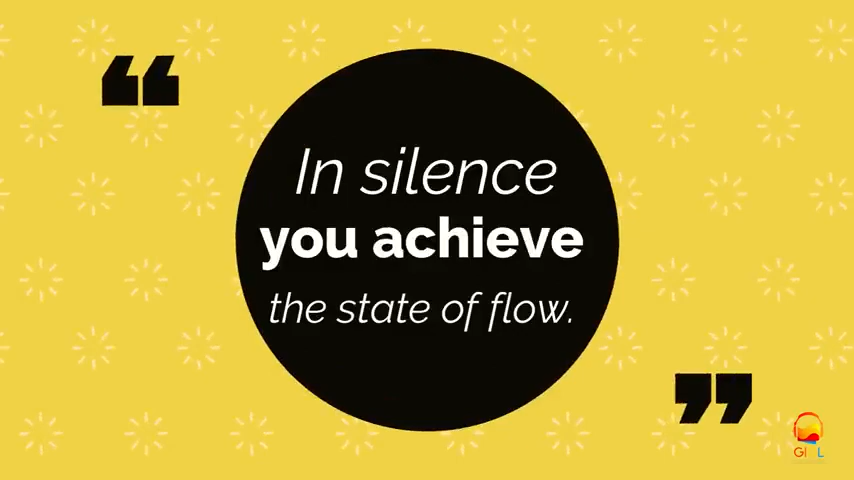 “
In silence
you achieve
the state of flow.
”